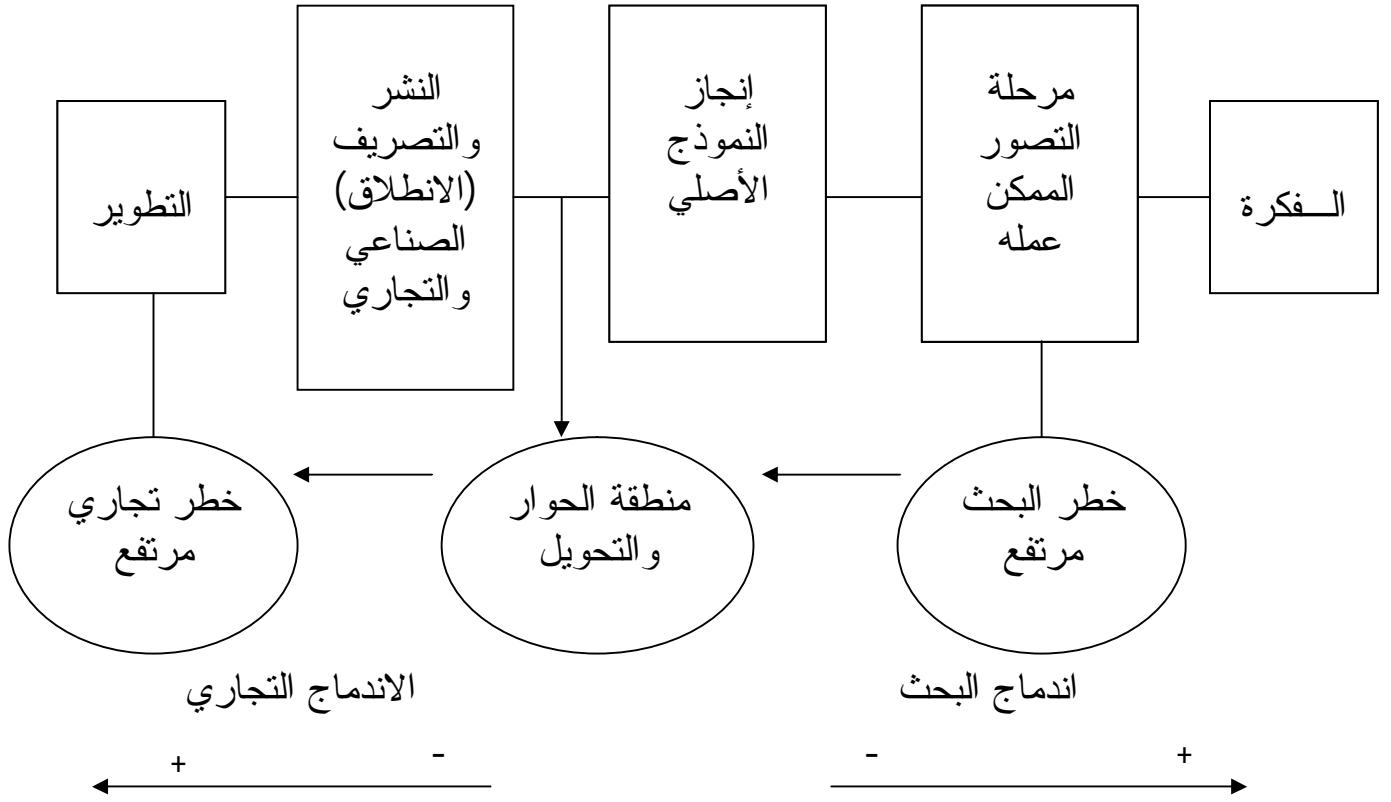 الـــفكرة
مرحلة
التصور
الممكن
عمله
إنجاز
النموذج
الأصلي
النشر
والتصريف
(الانطلاق)
الصناعي
والتجاري
التطوير
خطر البحث
مرتفع
منطقة الحوار
والتحويل
خطر تجاري
مرتفع
اندماج البحث
الاندماج التجاري
+
-
-
+